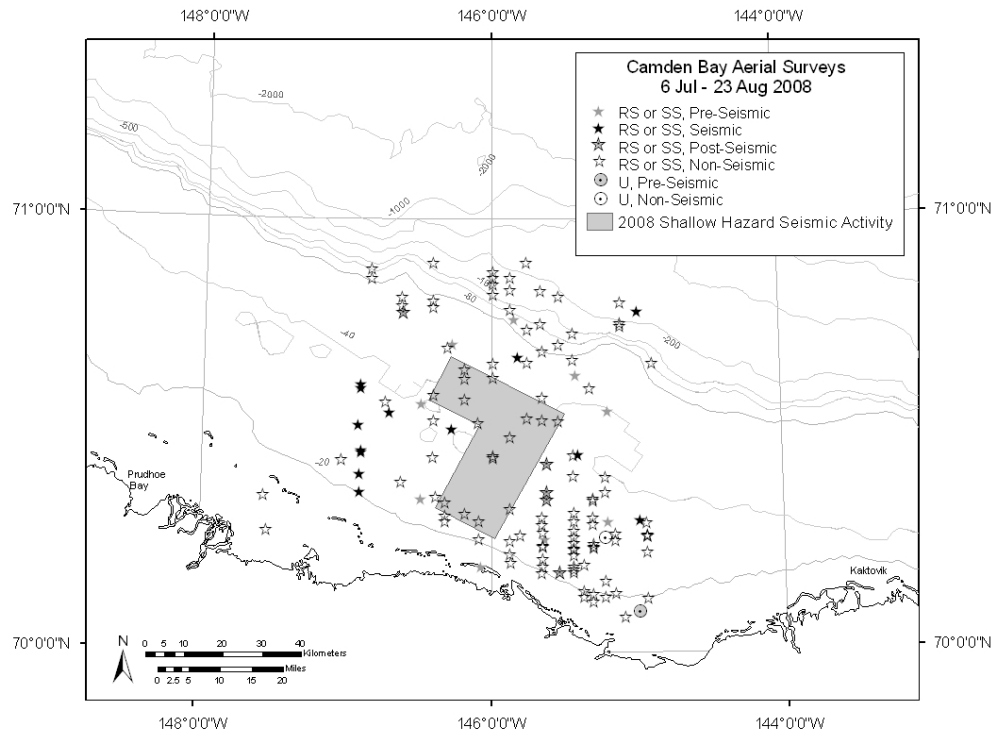 148°0'0"W 146°0'0"W 144°0'0"W
Camden Bay Aerial Surveys
6 Jul - 23 Aug 2008
RS or SS, Pre-Seismic
RS or SS, Seismic
RS or SS, Post-Seismic
RS or SS, Non-Seismic
U, Pre-Seismic
U, Non-Seismic
2008 Shallow Hazard Seismic Activity
-2000
-500
-2000
-1000
71°0'0"N 71°0'0"N
-80
-40
-200
-20
Prudhoe
Bay
Kaktovik
N
0 5 10 20 30 40
Kilometers
Miles
0 2.5 5 10 15 20
70°0'0"N 70°0'0"N
148°0'0"W 146°0'0"W 144°0'0"W